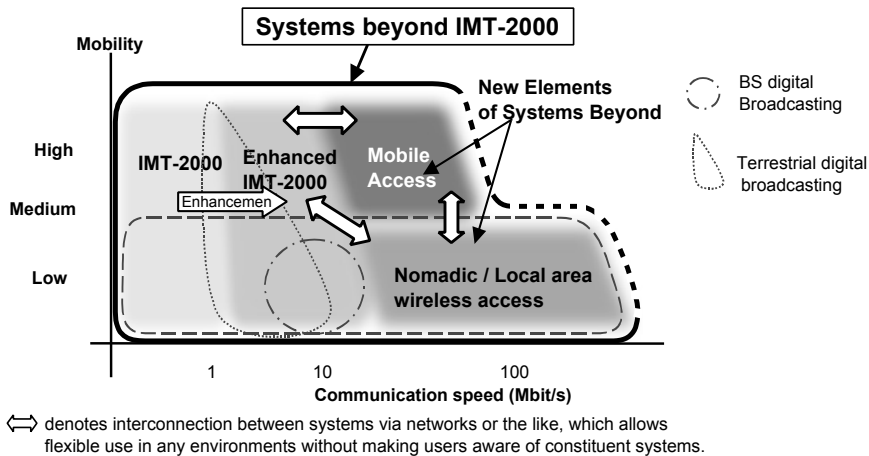 Systems beyond IMT-2000
Mobility
New Elements
of Systems Beyond
BS digital
Broadcasting
High
IMT-2000
Enhanced
IMT-2000
Mobile
Access
Terrestrial digital
broadcasting
Enhancemen
Medium
Low
Nomadic / Local area
wireless access
1 10 100
Communication speed (Mbit/s)
denotes interconnection between systems via networks or the like, which allows
flexible use in any environments without making users aware of constituent systems.